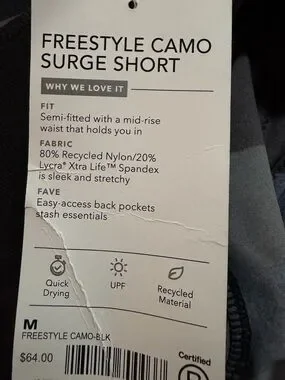 FREESTYLE CAMO
SURGE SHORT
WHY WE LOVE IT
FIT
Semi-fitted with a mid-rise
waist that holds you in
FABRIC
80% Recycled Nylon/20%
Lycra® Xtra Life™ Spandex
is sleek and stretchy
FAVE
Easy-access back pockets
stash essentials
Quick
Drying
UPF
Recycled
Material
M
FREESTYLE CAMO-BLK
$64.00
Certified